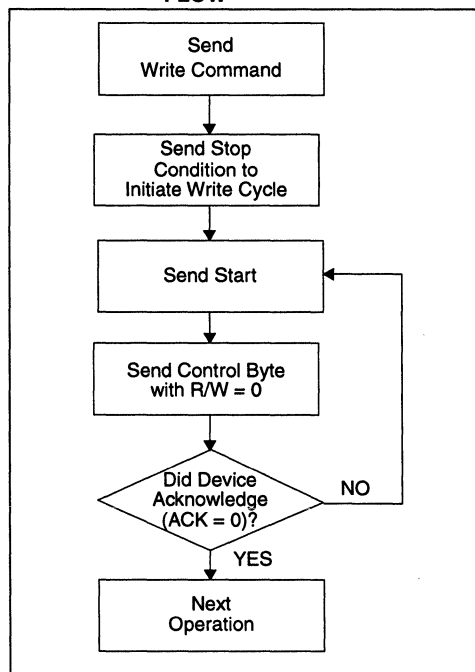 Send
Write Command
Send Stop
Condition to
Initiate Write Cycle
Send Start
Send Control Byte
with R/W = 0
Did Device
Acknowledge
(ACK = 0)?
NO
YES
Next
Operation